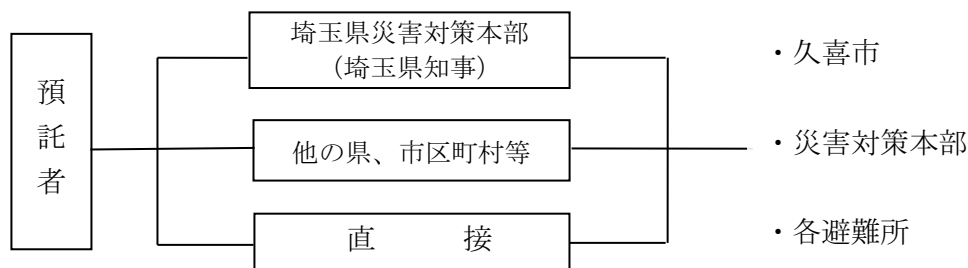 預託者
埼玉県災害対策本部
（埼玉県知事）
他の県、市区町村等
直　　接
・久喜市
・災害対策本部
・各避難所